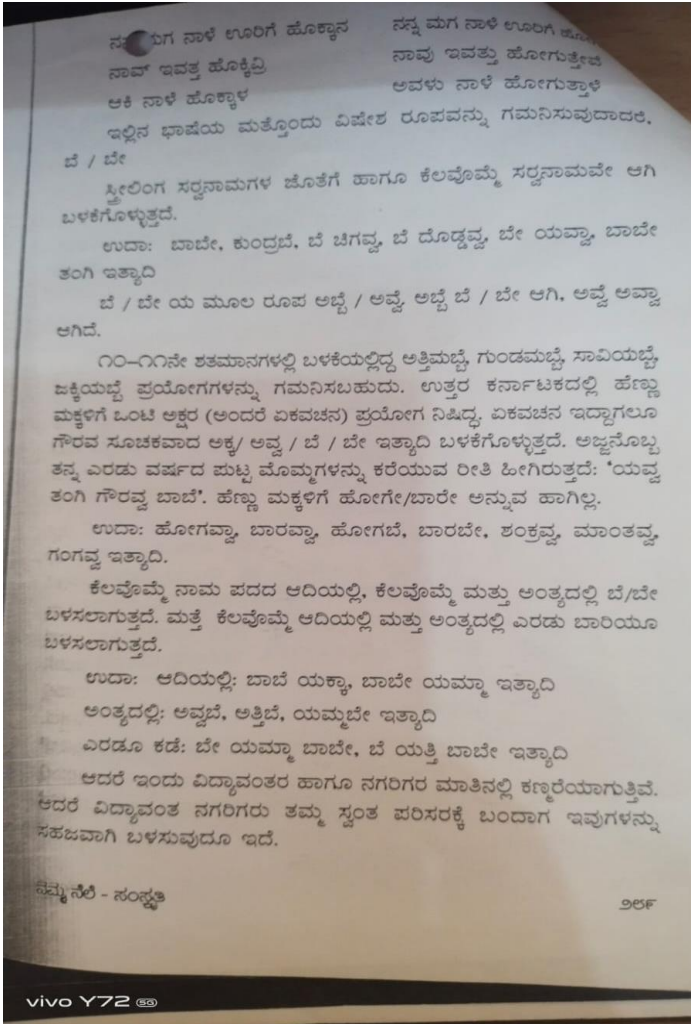 ನನ್ನ ಮಗ ನಾಳೆ ಊರಿಗೆ ಹೊಕ್ಕಾನ ನನ್ನ ಮಗ ನಾಳೆ ಊರಿಗೆ
ನಾವ್ ಇವತ್ತ ಹೊಕ್ಕಿವ್ರಿ ನಾವು ಇವತ್ತು ಹೋಗುತ್ತೇವೆ
ಆಕಿ ನಾಳೆ ಹೊಕ್ಕಾಳ ಅವಳು ನಾಳೆ ಹೋಗುತ್ತಾಳೆ
ಇಲ್ಲಿನ ಭಾಷೆಯ ಮತ್ತೊಂದು ವಿಷೇಶ ರೂಪವನ್ನು ಗಮನಿಸುವುದಾದರೆ,
ಬೆ / ಬೇ
ಸ್ತ್ರೀಲಿಂಗ ಸರ‍್ವನಾಮಗಳ ಜೊತೆಗೆ ಹಾಗೂ ಕೆಲವೊಮ್ಮೆ ಸರ‍್ವನಾಮವೇ ಆಗಿ
ಬಳಕೆಗೊಳ್ಳುತ್ತದೆ.
ಉದಾ: ಬಾಬೇ, ಕುಂದ್ರಬೆ, ಬೆ ಚಿಗವ್ವ, ಬೆ ದೊಡ್ಡವ್ವ, ಬೇ ಯವ್ವಾ, ಬಾಬೇ
ತಂಗಿ ಇತ್ಯಾದಿ
ಬೆ / ಬೇ ಯ ಮೂಲ ರೂಪ ಅಬ್ಬೆ / ಅವ್ವೆ, ಅಬ್ಬೆ ಬೆ / ಬೇ ಆಗಿ, ಅವ್ವೆ ಅವ್ವಾ
ಆಗಿದೆ.
೧೦–೧೧ನೇ ಶತಮಾನಗಳಲ್ಲಿ ಬಳಕೆಯಲ್ಲಿದ್ದ ಅತ್ತಿಮಬ್ಬೆ, ಗುಂಡಮಬ್ಬೆ, ಸಾವಿಯಬ್ಬೆ,
ಜಕ್ಕಿಯಬ್ಬೆ ಪ್ರಯೋಗಗಳನ್ನು ಗಮನಿಸಬಹುದು. ಉತ್ತರ ಕರ್ನಾಟಕದಲ್ಲಿ ಹೆಣ್ಣು
ಮಕ್ಕಳಿಗೆ ಒಂಟಿ ಅಕ್ಷರ (ಅಂದರೆ ಏಕವಚನ) ಪ್ರಯೋಗ ನಿಷಿದ್ಧ. ಏಕವಚನ ಇದ್ದಾಗಲೂ
ಗೌರವ ಸೂಚಕವಾದ ಅಕ್ಕ/ ಅವ್ವ / ಬೆ / ಬೇ ಇತ್ಯಾದಿ ಬಳಕೆಗೊಳ್ಳುತ್ತದೆ. ಅಜ್ಜನೊಬ್ಬ
ತನ್ನ ಎರಡು ವರ್ಷದ ಪುಟ್ಟ ಮೊಮ್ಮಗಳನ್ನು ಕರೆಯುವ ರೀತಿ ಹೀಗಿರುತ್ತದೆ: 'ಯವ್ವ
ತಂಗಿ ಗೌರವ್ವ ಬಾಬೆ'. ಹೆಣ್ಣು ಮಕ್ಕಳಿಗೆ ಹೋಗೇ/ಬಾರೇ ಅನ್ನುವ ಹಾಗಿಲ್ಲ.
ಉದಾ: ಹೋಗವ್ವಾ, ಬಾರವ್ವಾ, ಹೋಗಬೆ, ಬಾರಬೇ, ಶಂಕ್ರವ್ವ, ಮಾಂತವ್ವ,
ಗಂಗವ್ವ ಇತ್ಯಾದಿ.
ಕೆಲವೊಮ್ಮೆ ನಾಮ ಪದದ ಆದಿಯಲ್ಲಿ, ಕೆಲವೊಮ್ಮೆ ಮತ್ತು ಅಂತ್ಯದಲ್ಲಿ ಬೆ/ಬೇ
ಬಳಸಲಾಗುತ್ತದೆ. ಮತ್ತೆ ಕೆಲವೊಮ್ಮೆ ಆದಿಯಲ್ಲಿ ಮತ್ತು ಅಂತ್ಯದಲ್ಲಿ ಎರಡು ಬಾರಿಯೂ
ಬಳಸಲಾಗುತ್ತದೆ.
ಉದಾ: ಆದಿಯಲ್ಲಿ: ಬಾಬೆ ಯಕ್ಕಾ, ಬಾಬೇ ಯಮ್ಮಾ ಇತ್ಯಾದಿ
ಅಂತ್ಯದಲ್ಲಿ: ಅವ್ವಬೆ, ಅತ್ತಿಬೆ, ಯಮ್ಮಬೇ ಇತ್ಯಾದಿ
ಎರಡೂ ಕಡೆ: ಬೇ ಯಮ್ಮಾ ಬಾಬೇ, ಬೆ ಯತ್ತಿ ಬಾಬೇ ಇತ್ಯಾದಿ
ಆದರೆ ಇಂದು ವಿದ್ಯಾವಂತರ ಹಾಗೂ ನಗರಿಗರ ಮಾತಿನಲ್ಲಿ ಕಣ್ಮರೆಯಾಗುತ್ತಿವೆ.
ಆದರೆ ವಿದ್ಯಾವಂತ ನಗರಿಗರು ತಮ್ಮ ಸ್ವಂತ ಪರಿಸರಕ್ಕೆ ಬಂದಾಗ ಇವುಗಳನ್ನು
ಸಹಜವಾಗಿ ಬಳಸುವುದೂ ಇದೆ.
ನೆಲೆ - ಸಂಸ್ಕೃತಿ ೨೮೯
vivo Y72 5G